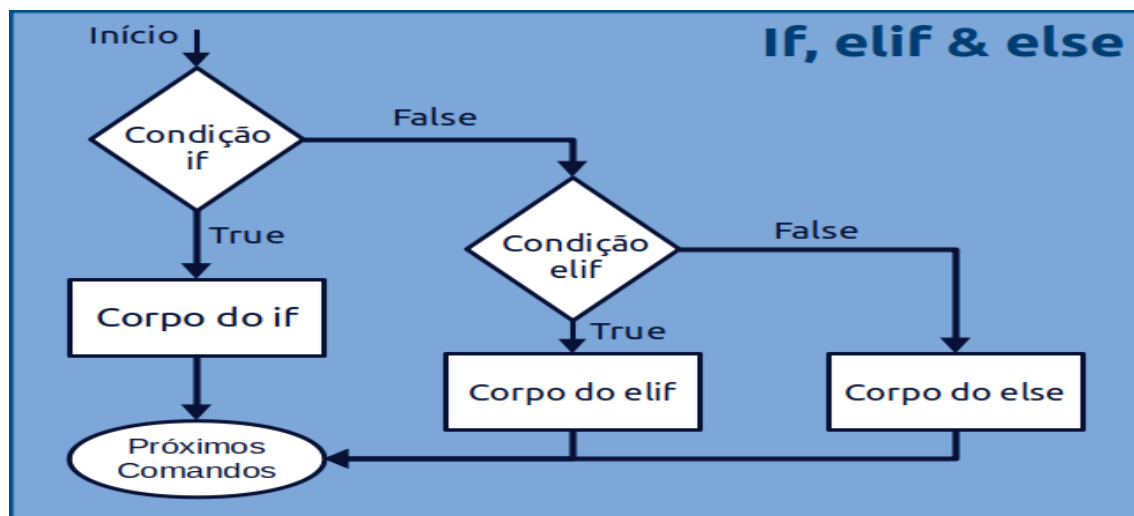 Início
If, elif & else
Condição
if
False
True
Condição
elif
False
Corpo do if
True
Corpo do elif
Corpo do else
Próximos
Comandos